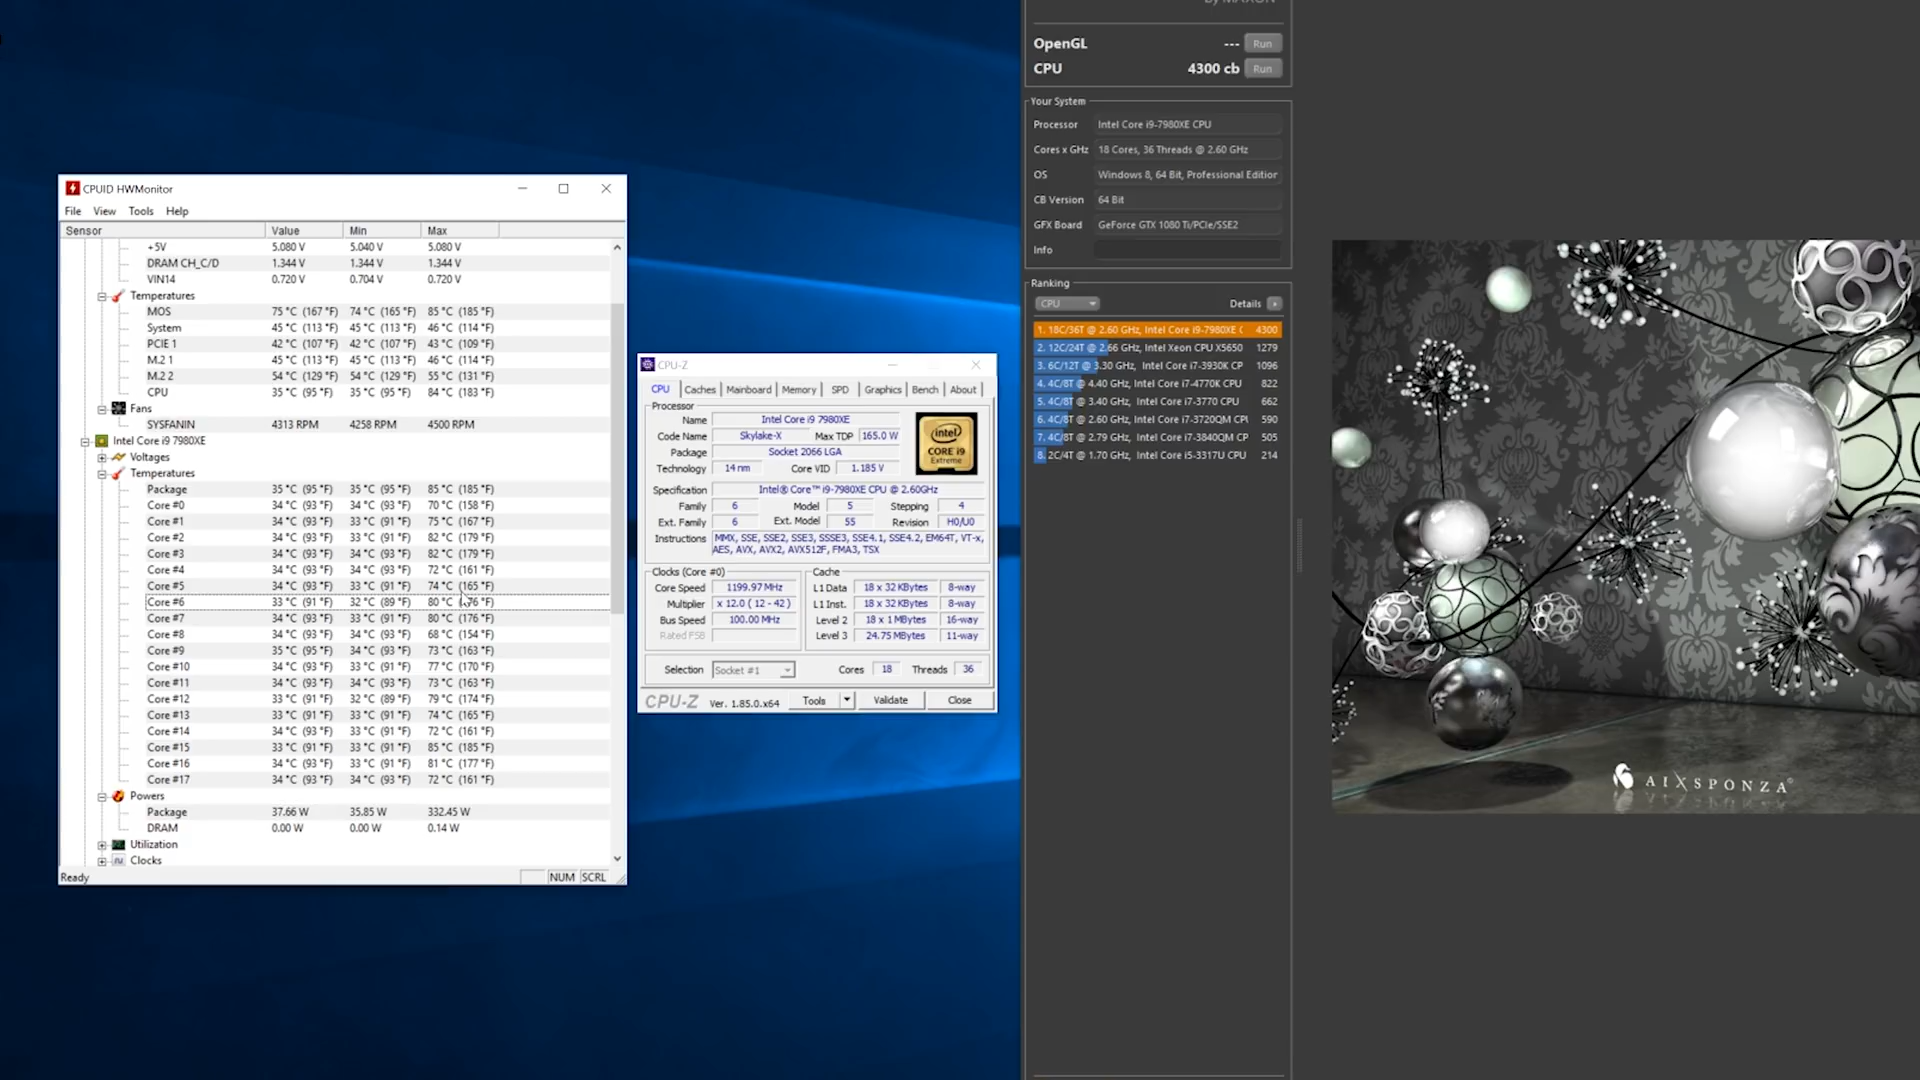 CPUID HWMonitor
File View Tools Help
Sensor Value Min Max
+5V 5.080 V 5.040 V 5.080 V
DRAM CH_C/D 1.344 V 1.344 V 1.344 V
VIN14 0.720 V 0.704 V 0.720 V
Temperatures
MOS 75 °C (167 °F) 74 °C (165 °F) 85 °C (185 °F)
System 45 °C (113 °F) 45 °C (113 °F) 46 °C (114 °F)
PCIE 1 42 °C (107 °F) 42 °C (107 °F) 43 °C (109 °F)
M.2 1 45 °C (113 °F) 45 °C (113 °F) 46 °C (114 °F)
M.2 2 54 °C (129 °F) 54 °C (129 °F) 55 °C (131 °F)
CPU 35 °C (95 °F) 35 °C (95 °F) 84 °C (183 °F)
Fans
SYSFANIN 4313 RPM 4258 RPM 4500 RPM
Intel Core i9 7980XE
Voltages
Temperatures
Package 35 °C (95 °F) 35 °C (95 °F) 85 °C (185 °F)
Core #0 34 °C (93 °F) 34 °C (93 °F) 70 °C (158 °F)
Core #1 34 °C (93 °F) 34 °C (93 °F) 75 °C (167 °F)
Core #2 34 °C (93 °F) 33 °C (91 °F) 82 °C (179 °F)
Core #3 34 °C (93 °F) 34 °C (93 °F) 82 °C (179 °F)
Core #4 34 °C (93 °F) 34 °C (93 °F) 72 °C (161 °F)
Core #5 34 °C (93 °F) 33 °C (91 °F) 74 °C (165 °F)
Core #6 33 °C (91 °F) 32 °C (89 °F) 80 °C °F)
Core #7 34 °C (93 °F) 33 °C (91 °F) 80 °C (176 °F)
Core #8 34 °C (93 °F) 33 °C (91 °F) 68 °C (154 °F)
Core #9 35 °C (95 °F) 34 °C (93 °F) 73 °C (163 °F)
Core #10 34 °C (93 °F) 34 °C (93 °F) 77 °C (170 °F)
Core #11 34 °C (93 °F) 34 °C (93 °F) 73 °C (163 °F)
Core #12 33 °C (91 °F) 32 °C (89 °F) 79 °C (174 °F)
Core #13 33 °C (91 °F) 33 °C (91 °F) 74 °C (165 °F)
Core #14 34 °C (93 °F) 33 °C (91 °F) 72 °C (161 °F)
Core #15 33 °C (91 °F) 33 °C (91 °F) 85 °C (185 °F)
Core #16 34 °C (93 °F) 33 °C (91 °F) 81 °C (177 °F)
Core #17 34 °C (93 °F) 34 °C (93 °F) 72 °C (161 °F)
Powers
Package 37.66 W 35.85 W 332.45 W
DRAM 0.00 W 0.00 W 0.14 W
Utilization
Clocks
Ready NUM SCRL
CPU-Z
CPU Caches Mainboard Memory SPD Graphics Bench About
Processor
Name Intel Core i9 7980XE
Code Name Skylake-X Max TDP 165.0 W
Package Socket 2066 LGA
Technology 14 nm Core VID 1.185 V
intel
CORE i9
Extreme
Specification Intel® Core™ i9-7980XE CPU @ 2.60GHz
Family 6 Model 5 Stepping 4
Ext. Family 6 Ext. Model 55 Revision H0/U0
Instructions MMX, SSE, SSE2, SSE3, SSSE3, SSE4.1, SSE4.2, EM64T, VT-x,
AES, AVX, AVX2, AVX512F, FMA3, TSX
Clocks (Core #0)
Core Speed 1199.97 MHz
Multiplier x 12.0 ( 12 - 42 )
Bus Speed 100.00 MHz
Rated FSB
Cache
L1 Data 18 x 32 KBytes 8-way
L1 Inst. 18 x 32 KBytes 8-way
Level 2 18 x 1 MBytes 16-way
Level 3 24.75 MBytes 11-way
Selection Socket #1 Cores 18 Threads 36
CPU-Z Ver. 1.85.0.x64 Tools Validate Close
By MAXON
OpenGL --- Run
CPU 4300 cb Run
Your System
Processor Intel Core i9-7980XE CPU
Cores x GHz 18 Cores, 36 Threads @ 2.60 GHz
OS Windows 8, 64 Bit, Professional Edition
CB Version 64 Bit
GFX Board GeForce GTX 1080 Ti/PCIe/SSE2
Info
Ranking
CPU Details
1. 18C/36T @ 2.60 GHz, Intel Core i9-7980XE C 4300
2. 12C/24T @ 2.66 GHz, Intel Xeon CPU X5650 1279
3. 6C/12T @ 3.30 GHz, Intel Core i7-3930K CP 1096
4. 4C/8T @ 4.40 GHz, Intel Core i7-4770K CPU 822
5. 4C/8T @ 3.40 GHz, Intel Core i7-3770 CPU 662
6. 4C/8T @ 2.60 GHz, Intel Core i7-3720QM CPU 590
7. 4C/8T @ 2.79 GHz, Intel Core i7-3840QM CP 505
8. 2C/4T @ 1.70 GHz, Intel Core i5-3317U CPU 214
AIXSPONZA